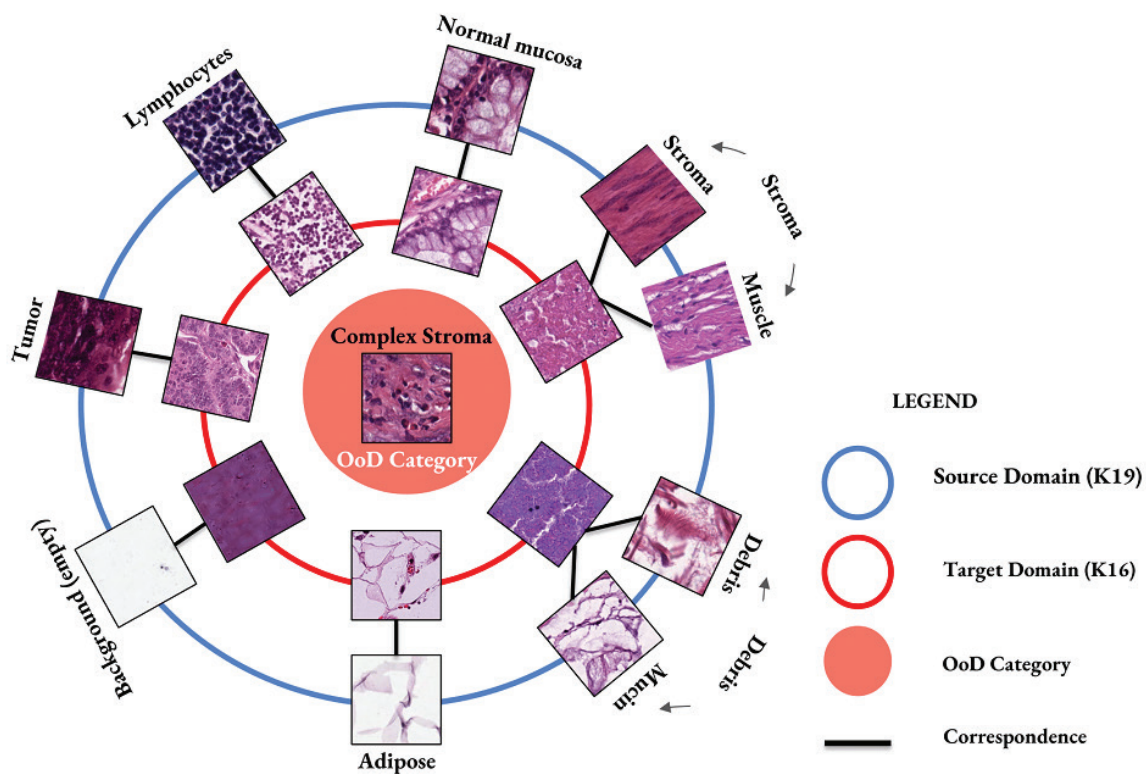 Normal mucosa
Lymphocytes
Stroma
Stroma
Muscle
Tumor
Complex Stroma
OoD Category
Background (empty)
Debris
Debris
Mucin
Adipose
LEGEND
Source Domain (K19)
Target Domain (K16)
OoD Category
Correspondence